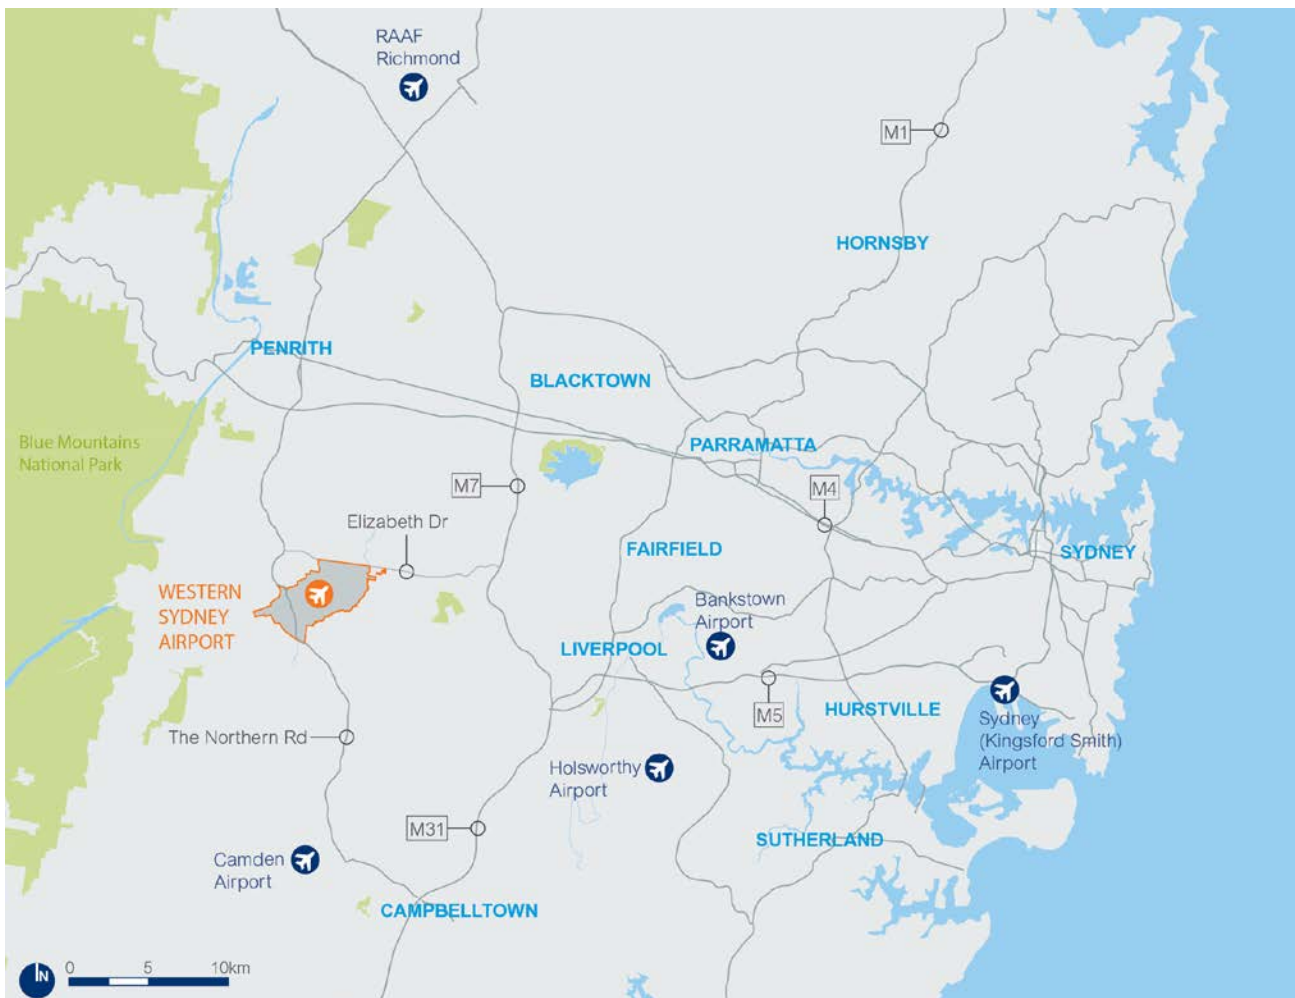 RAAF
Richmond
M1
HORNSBY
PENRITH
BLACKTOWN
Blue Mountains
National Park
PARRAMATTA
M7
M4
Elizabeth Dr
FAIRFIELD
SYDNEY
WESTERN
SYDNEY
AIRPORT
Bankstown
Airport
LIVERPOOL
M5
HURSTVILLE
Sydney
(Kingsford Smith)
Airport
The Northern Rd
Holsworthy
Airport
M31
SUTHERLAND
Camden
Airport
CAMPBELLTOWN
N
0 5 10km